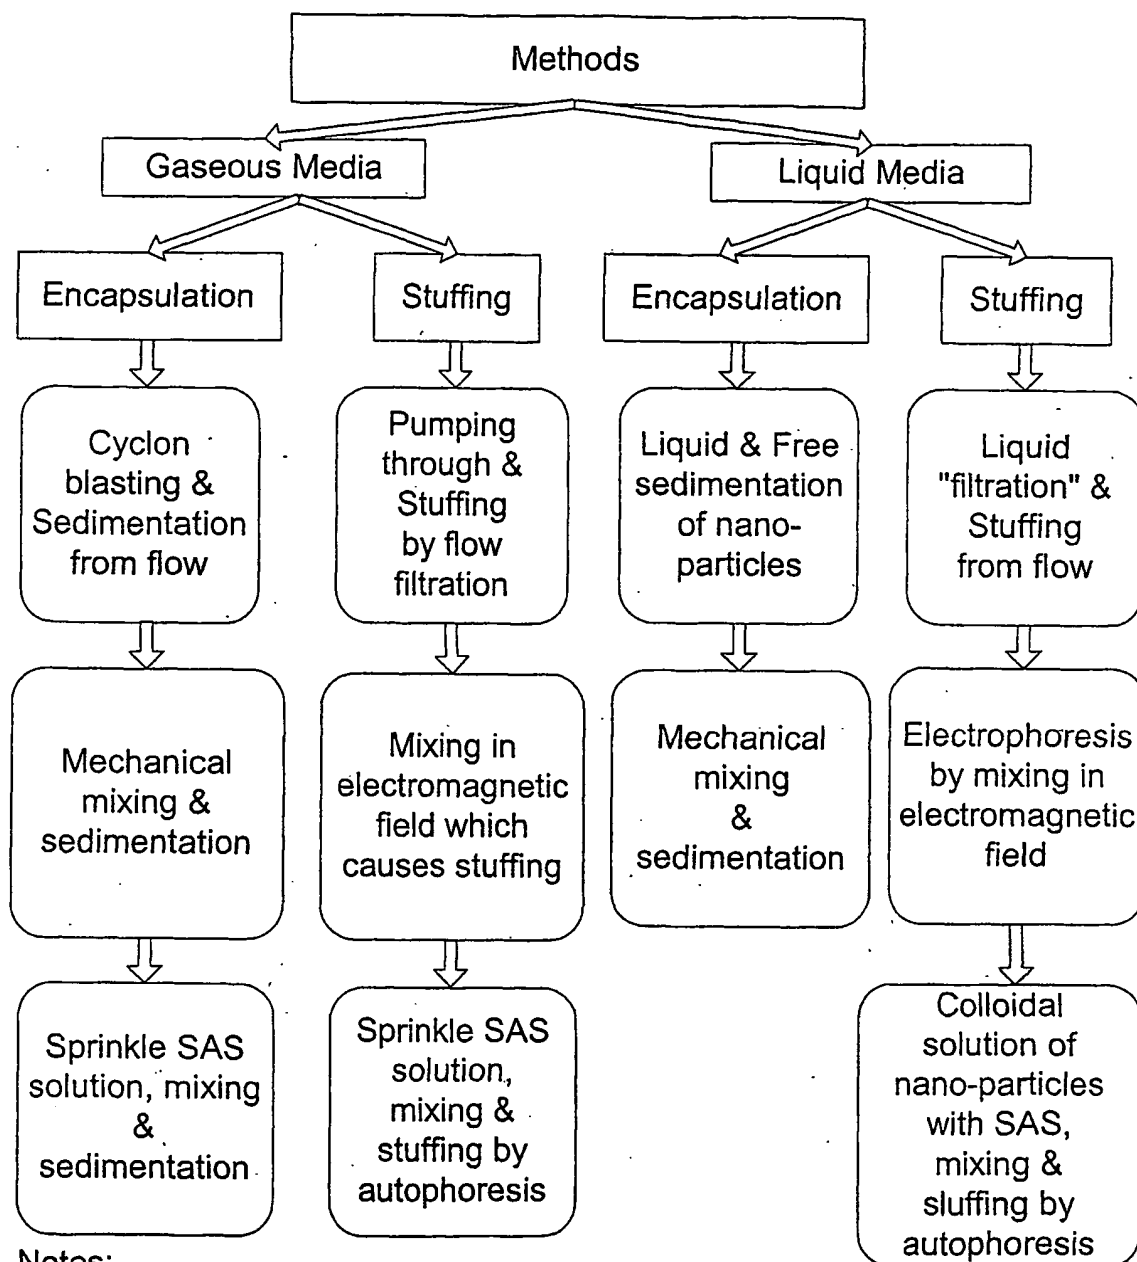 Methods
Gaseous Media
Liquid Media
Encapsulation
Stuffing
Encapsulation
Stuffing
Cyclon
blasting &
Sedimentation
from flow
Pumping
through &
Stuffing
by flow
filtration
Liquid & Free
sedimentation
of nano-
particles
Liquid
"filtration" &
Stuffing
from flow
Mechanical
mixing &
sedimentation
Mixing in
electromagnetic
field which
causes stuffing
Mechanical
mixing
&
sedimentation
Electrophoresis
by mixing in
electromagnetic
field
Sprinkle SAS
solution, mixing
&
sedimentation
Sprinkle SAS
solution,
mixing &
stuffing by
autophoresis
Colloidal
solution of
nano-particles
with SAS,
mixing &
sluffing by
autophoresis
Notes: